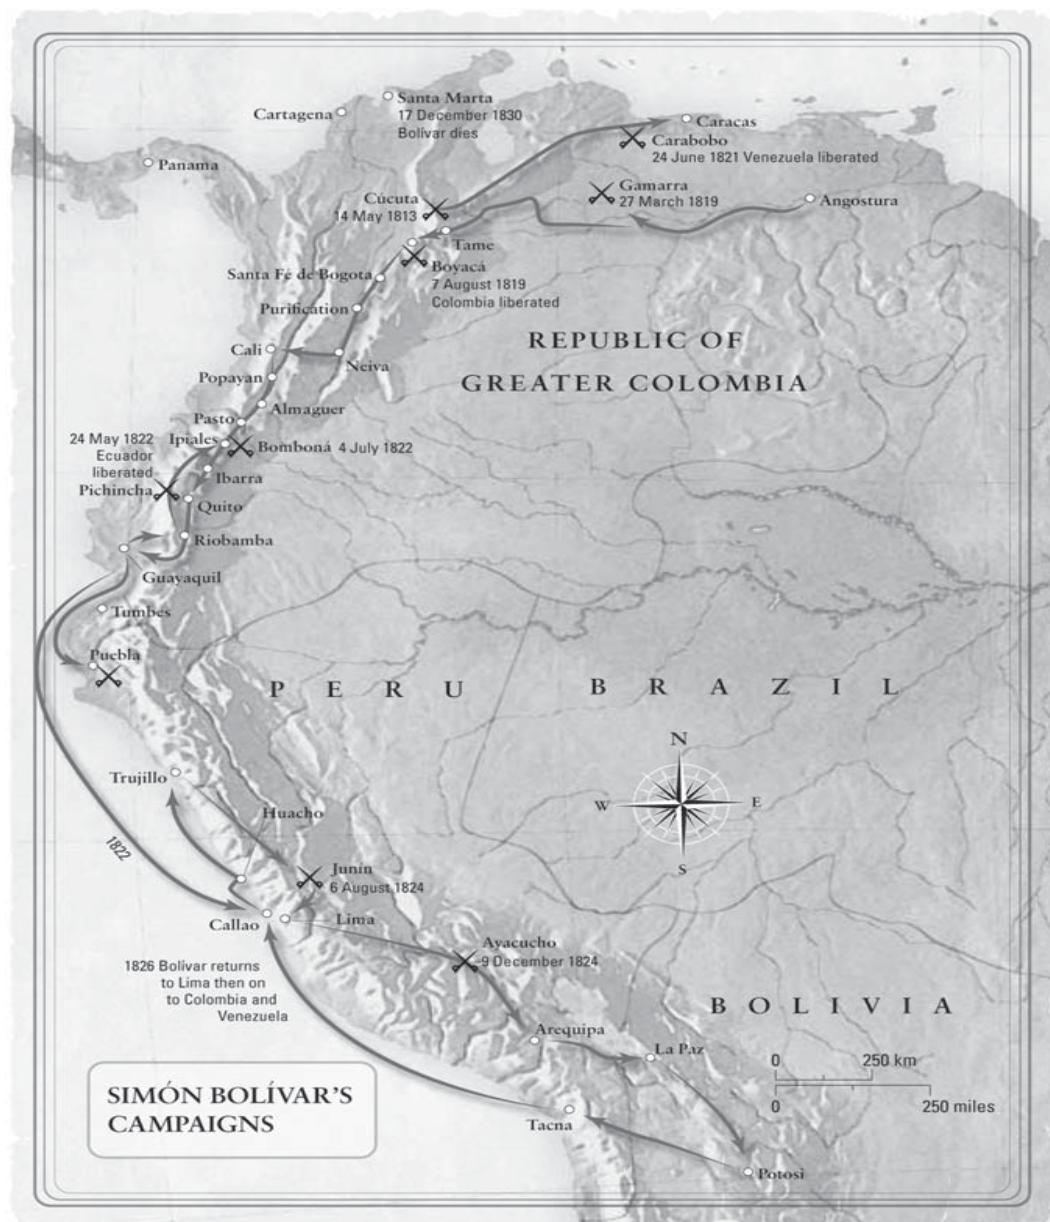 Santa Marta
17 December 1830
Bolívar dies
Cartagena
Caracas
Carabobo
24 June 1821 Venezuela liberated
Panama
Gamarra
27 March 1819
Cúcuta
14 May 1813
Angostura
Tame
Boyacá
7 August 1819
Colombia liberated
Santa Fé de Bogota
Purification
REPUBLIC OF
GREATER COLOMBIA
Cali
Neiva
Popayan
Almaguer
Pasto
Ipiales
Bomboná 4 July 1822
24 May 1822
Ecuador
liberated
Pichincha
Ibarra
Quito
Riobamba
Guayaquil
Tumbes
Puebla
PERU
BRAZIL
N
W
E
S
Trujillo
Huacho
1822
Junín
6 August 1824
Callao
Lima
Ayacucho
9 December 1824
1826 Bolívar returns
to Lima then on
to Colombia and
Venezuela
BOLIVIA
Arequipa
La Paz
0 250 km
0 250 miles
SIMÓN BOLÍVAR'S
CAMPAIGNS
Tacna
Potosi